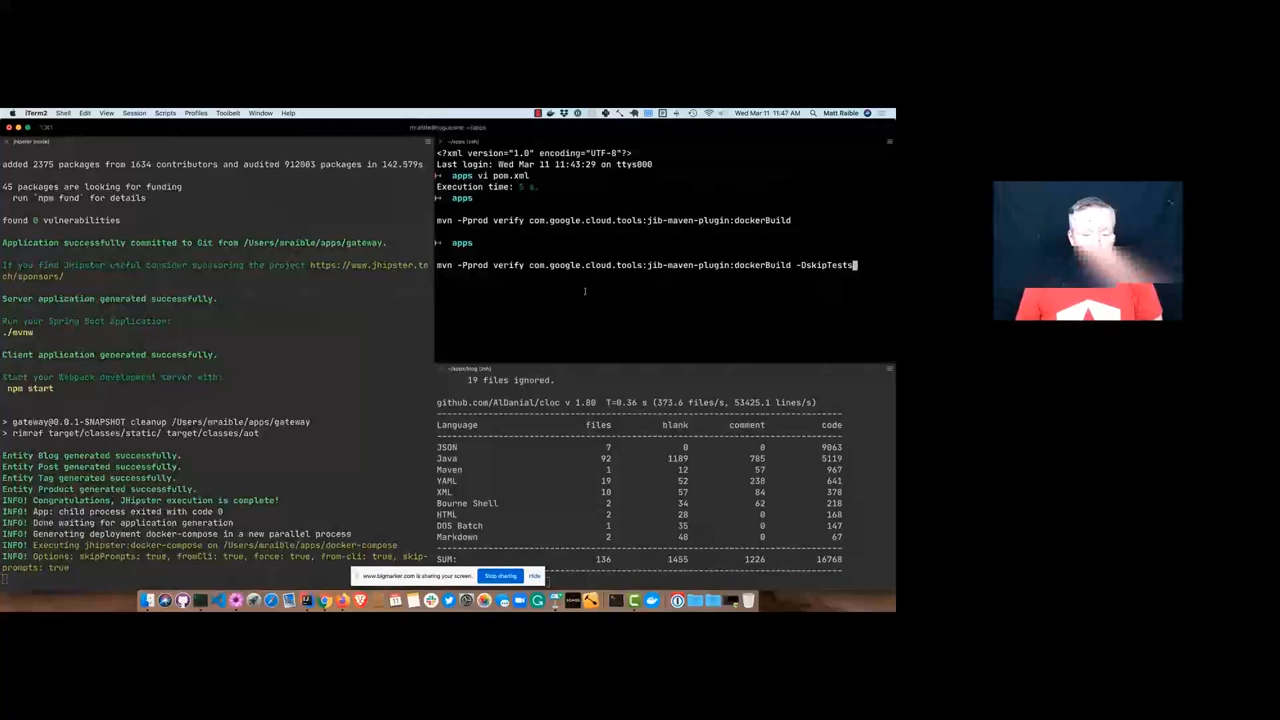 iTerm2 Shell Edit View Session Scripts Profiles Toolbelt Window Help
Wed Mar 11 11:47 AM Matt Raible
mraible@rogueone: ~/apps
jhipster (node)
added 2375 packages from 1634 contributors and audited 912003 packages in 142.579s
45 packages are looking for funding
run `npm fund` for details
found 0 vulnerabilities
Application successfully committed to Git from /Users/mraible/apps/gateway.
If you find JHipster useful consider sponsoring the project https://www.jhipster.te
ch/sponsors/
Server application generated successfully.
Run your Spring Boot application:
./mvnw
Client application generated successfully.
Start your Webpack development server with:
npm start
> gateway@0.0.1-SNAPSHOT cleanup /Users/mraible/apps/gateway
> rimraf target/classes/static/ target/classes/aot
Entity Blog generated successfully.
Entity Post generated successfully.
Entity Tag generated successfully.
Entity Product generated successfully.
INFO! Congratulations, JHipster execution is complete!
INFO! App: child process exited with code 0
INFO! Done waiting for application generation
INFO! Generating deployment docker-compose in a new parallel process
INFO! Executing jhipster:docker-compose on /Users/mraible/apps/docker-compose
INFO! Options: skipPrompts: true, fromCli: true, force: true, from-cli: true, skip-
prompts: true
~/apps (zsh)
<?xml version="1.0" encoding="UTF-8"?>
Last login: Wed Mar 11 11:43:29 on ttys000
apps vi pom.xml
Execution time: 5 s.
apps
mvn -Pprod verify com.google.cloud.tools:jib-maven-plugin:dockerBuild
apps
mvn -Pprod verify com.google.cloud.tools:jib-maven-plugin:dockerBuild -DskipTests
~/apps/blog (zsh)
19 files ignored.
github.com/AlDanial/cloc v 1.80 T=0.36 s (373.6 files/s, 53425.1 lines/s)
Language files blank comment code
JSON 7 0 0 9063
Java 92 1189 785 5119
Maven 1 12 57 967
YAML 19 52 238 641
XML 10 57 84 378
Bourne Shell 2 34 62 218
HTML 2 28 0 168
DOS Batch 1 35 0 147
Markdown 2 48 0 67
SUM: 136 1455 1226 16768
www.bigmarker.com is sharing your screen. Stop sharing Hide